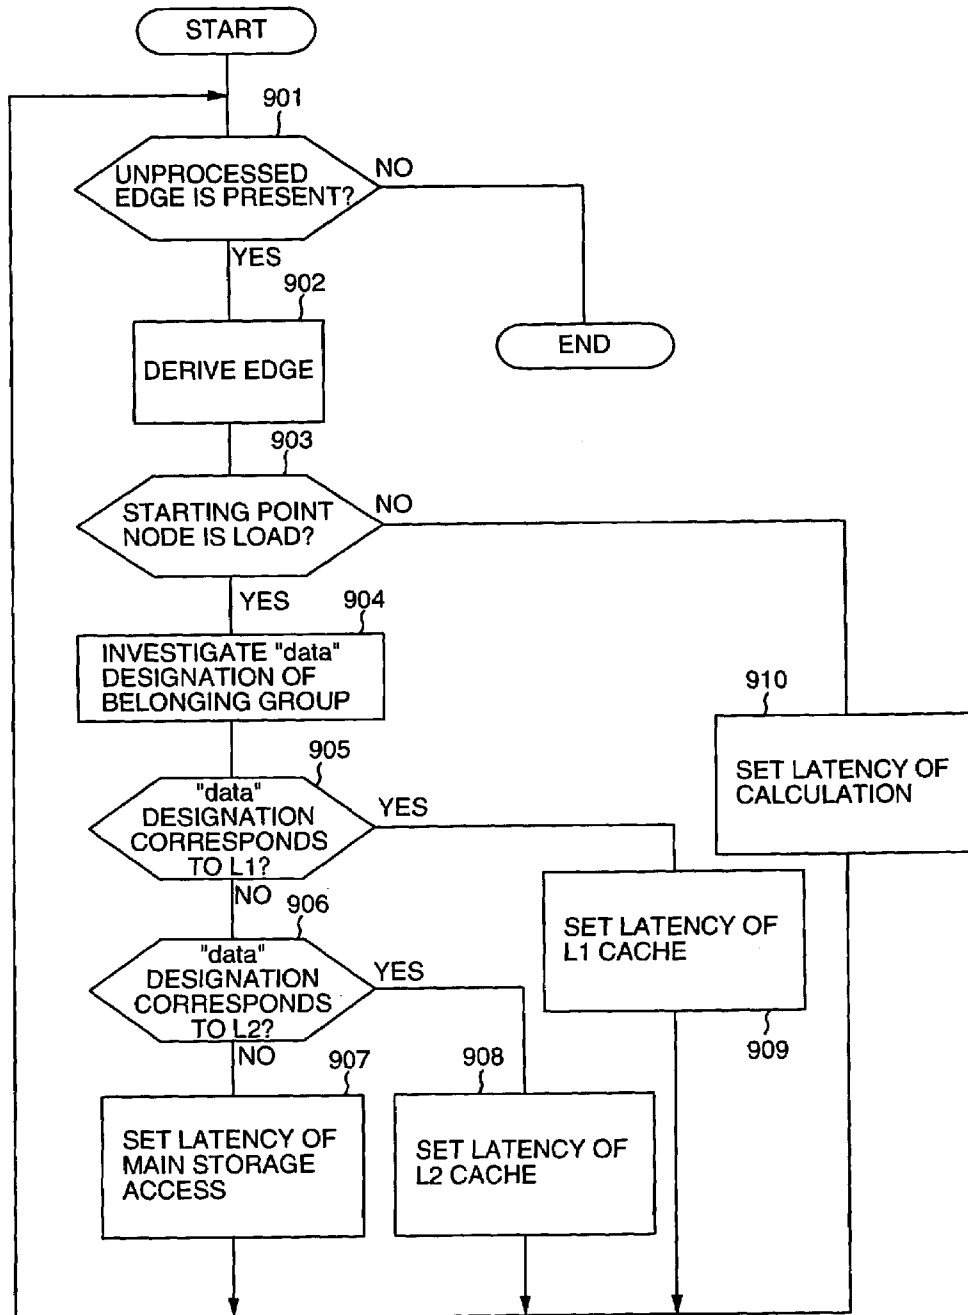 START
901
UNPROCESSED
EDGE IS PRESENT?
NO
YES
902
DERIVE EDGE
END
903
STARTING POINT
NODE IS LOAD?
NO
YES
904
INVESTIGATE "data"
DESIGNATION OF
BELONGING GROUP
910
SET LATENCY OF
CALCULATION
905
"data"
DESIGNATION
CORRESPONDS
TO L1?
YES
NO
SET LATENCY OF
L1 CACHE
909
906
"data"
DESIGNATION
CORRESPONDS
TO L2?
YES
NO
907
SET LATENCY OF
MAIN STORAGE
ACCESS
908
SET LATENCY OF
L2 CACHE